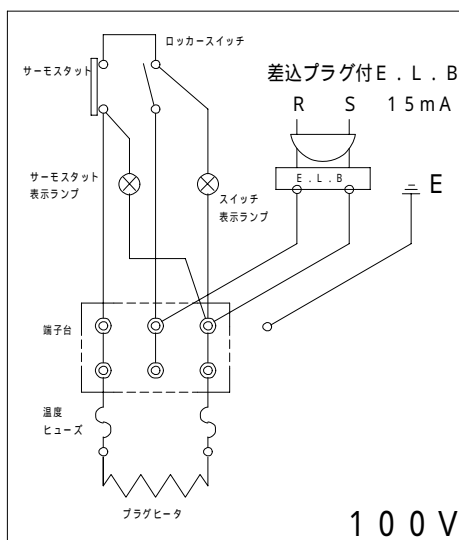 ロッカースイッチ
サーモスタット
差込プラグ付E.L.B
R S 15mA
サーモスタット
表示ランプ
E.L.B
スイッチ
表示ランプ
E
端子台
温度
ヒューズ
プラグヒータ
100V